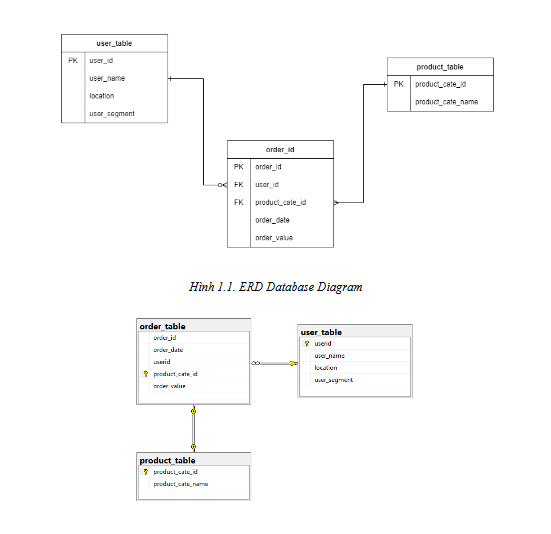 user_table
PK user_id
user_name
location
user_segment
product_table
PK product_cate_id
product_cate_name
order_id
PK order_id
FK user_id
FK product_cate_id
order_date
order_value
Hình 1.1. ERD Database Diagram
order_table
order_id
order_date
userid
product_cate_id
order_value
user_table
userid
user_name
location
user_segment
product_table
product_cate_id
product_cate_name